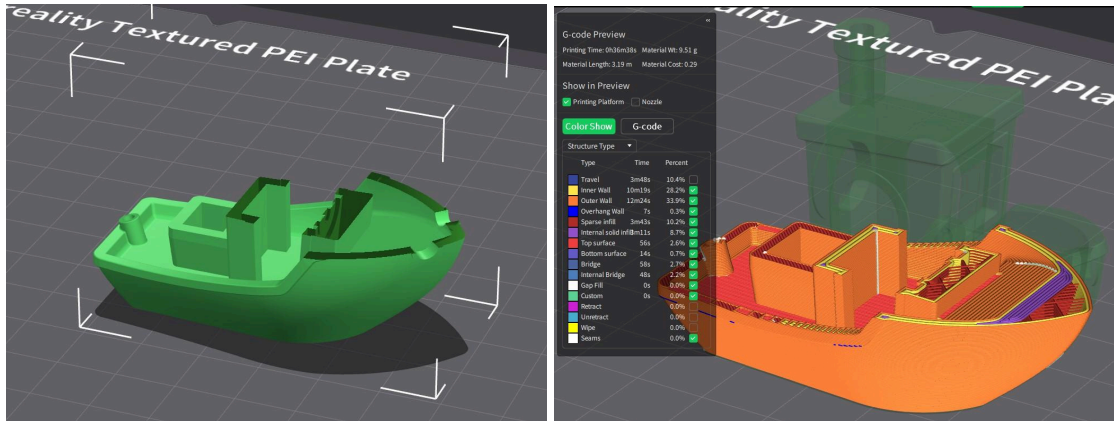 reality Textured PEI Plate
«
G-code Preview
Printing Time: 0h36m38s Material Wt: 9.51 g
Material Length: 3.19 m Material Cost: 0.29
Show in Preview
Printing Platform Nozzle
Color Show G-code
Structure Type
Type Time Percent
Travel 3m48s 10.4%
Inner Wall 10m19s 28.2%
Outer Wall 12m24s 33.9%
Overhang Wall 7s 0.3%
Sparse infill 3m43s 10.2%
Internal solid infill 3m11s 8.7%
Top surface 56s 2.6%
Bottom surface 14s 0.7%
Bridge 58s 2.7%
Internal Bridge 48s 2.2%
Gap Fill 0s 0.0%
Custom 0s 0.0%
Retract 0.0%
Unretract 0.0%
Wipe 0.0%
Seams 0.0%
ality Textured PEI Pla